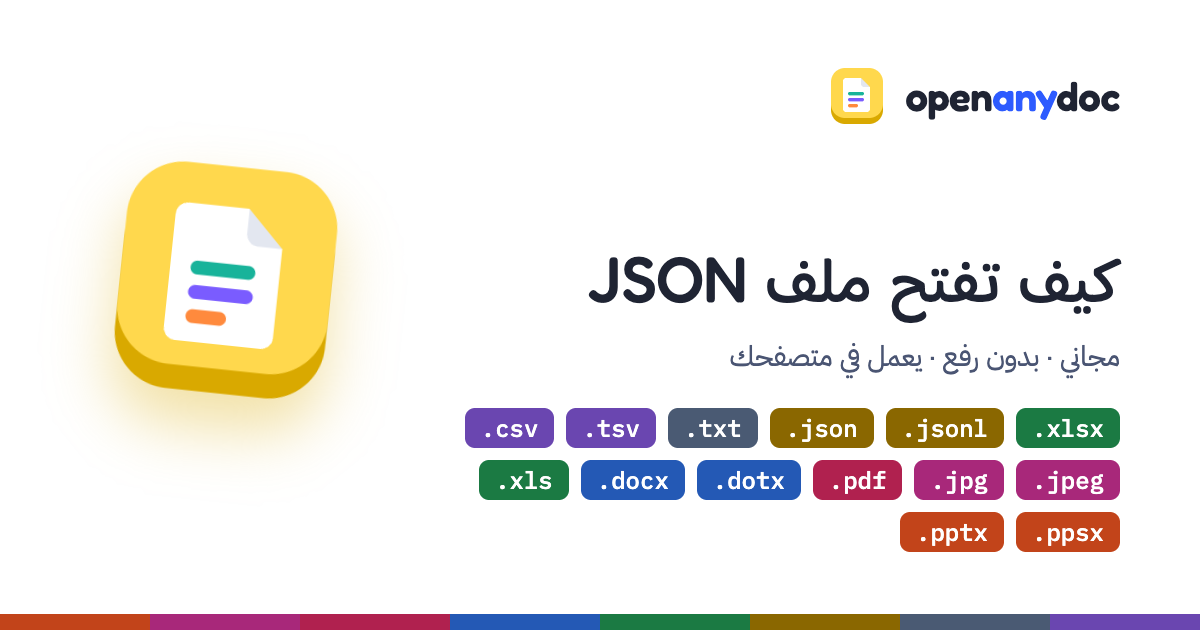 openanydoc
كيف تفتح ملف JSON
مجاني · بدون رفع · يعمل في متصفحك
.csv .tsv .txt .json .jsonl .xlsx
.xls .docx .dotx .pdf .jpg .jpeg
.pptx .ppsx